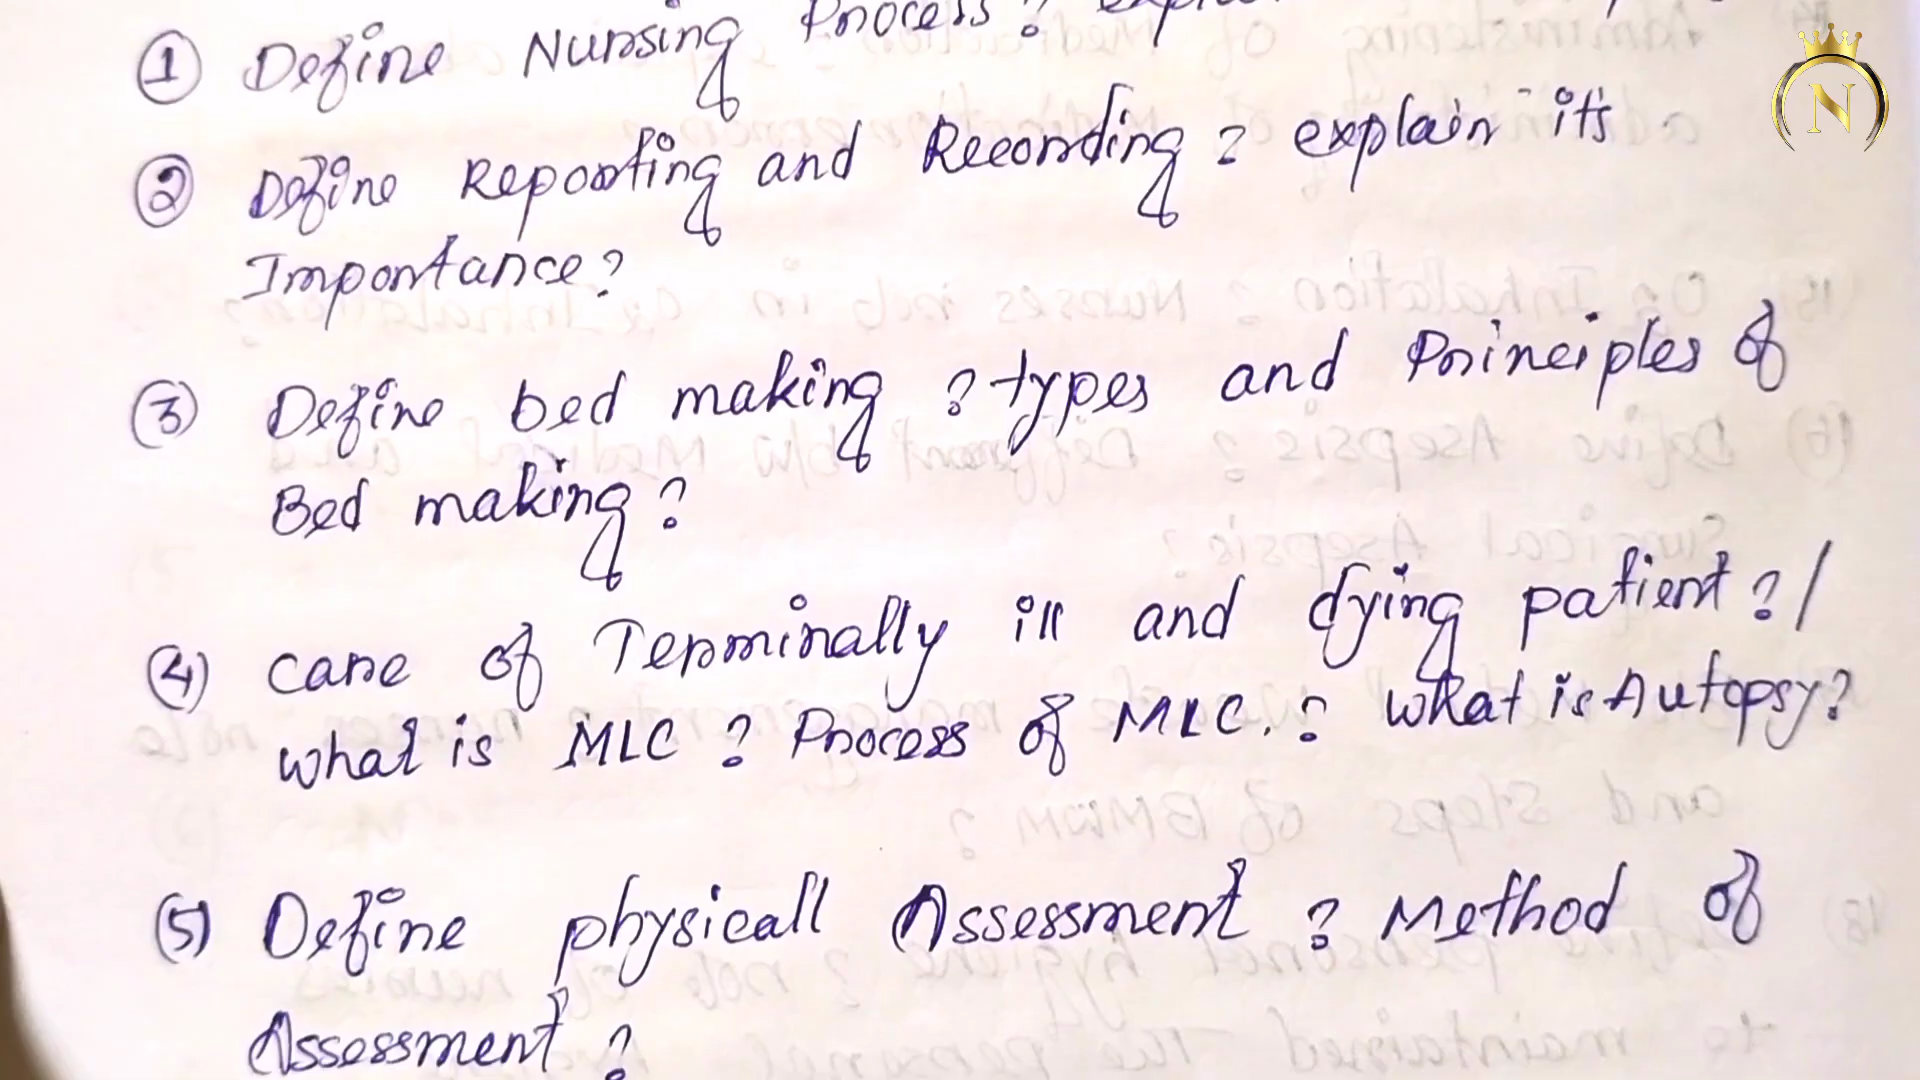 ① Define Nursing Process?
② Define Reporting and Recording? explain it's
Importance?
③ Define bed making? types and Principles of
Bed making?
④ care of Terminally ill and dying patient?/
what is MLC? Process of MLC.? what is Autopsy?
⑤ Define physicall Assessment? Method of
Assessment?
N